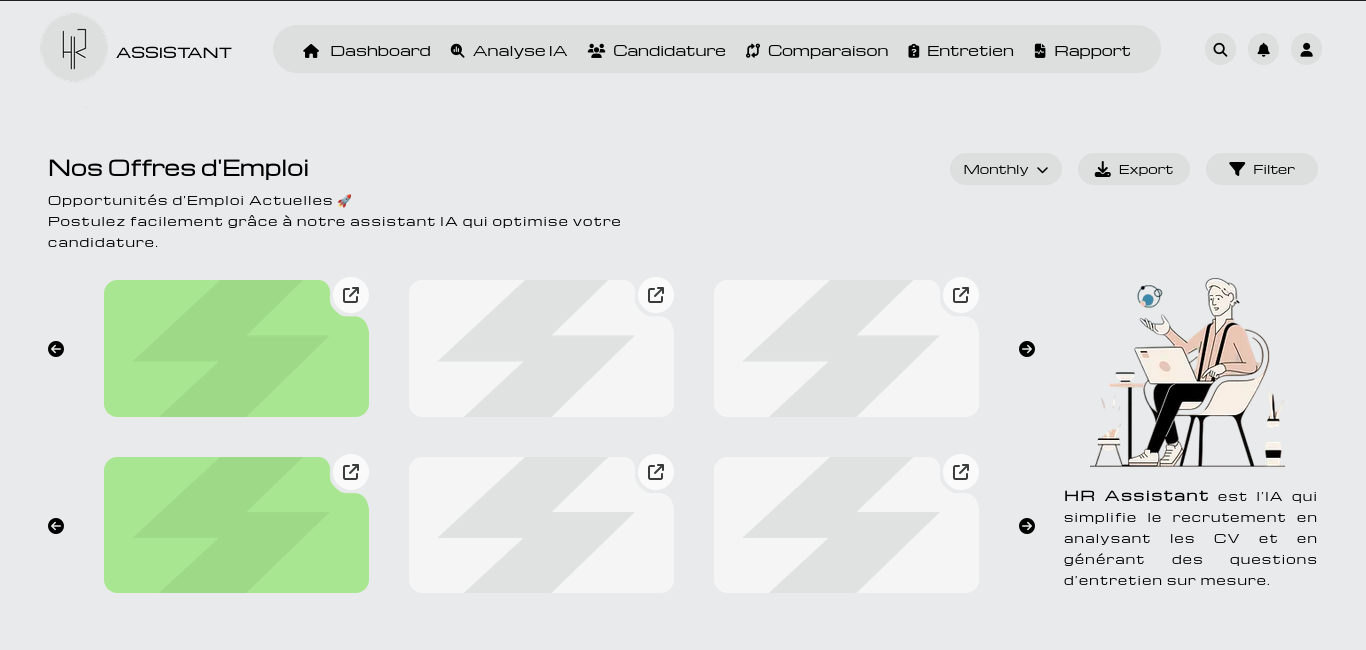 HR ASSISTANT
Dashboard Analyse IA Candidature Comparaison Entretien Rapport
Nos Offres d'Emploi
Monthly Export Filter
Opportunités d'Emploi Actuelles 🚀
Postulez facilement grâce à notre assistant IA qui optimise votre
candidature.
HR Assistant est l'IA qui
simplifie le recrutement en
analysant les CV et en
générant des questions
d'entretien sur mesure.